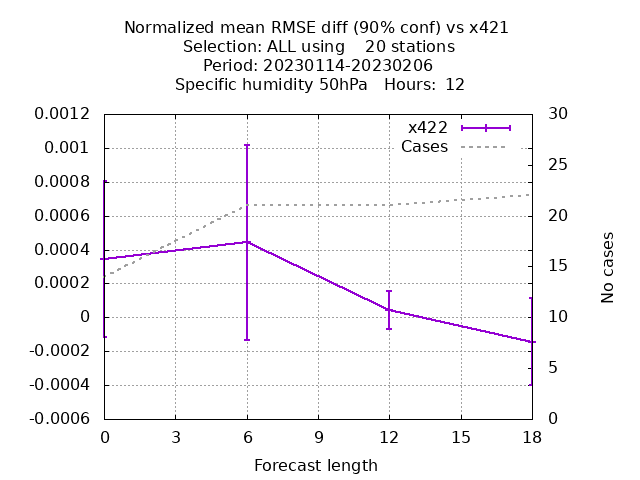 Normalized mean RMSE diff (90% conf) vs x421
Selection: ALL using    20 stations
Period: 20230114-20230206
Specific humidity 50hPa   Hours:  12
0.0012
0.001
0.0008
0.0006
0.0004
0.0002
0
-0.0002
-0.0004
-0.0006
x422
Cases
30
25
20
15
10
5
0
No cases
0 3 6 9 12 15 18
Forecast length